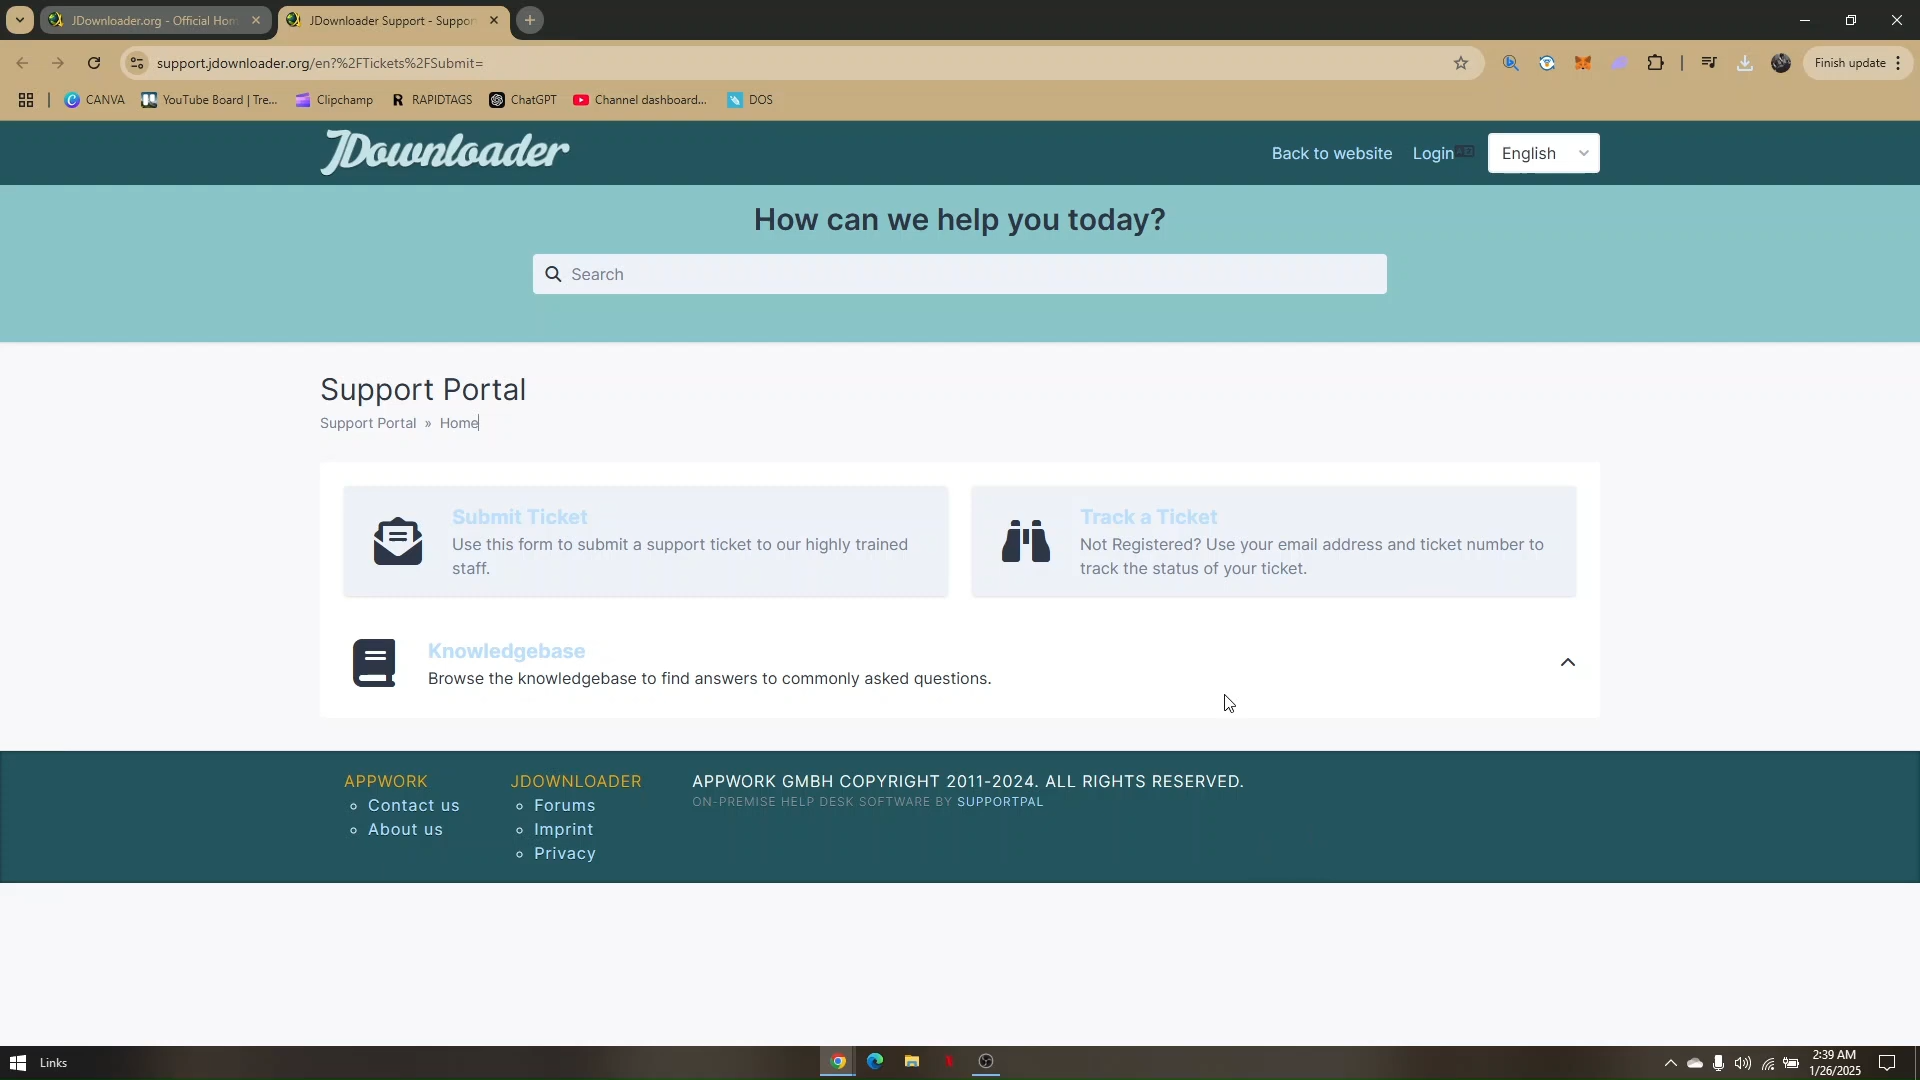 JDownloader.org - Official Hom
JDownloader Support - Suppor
support.jdownloader.org/en?%2FTickets%2FSubmit=
Finish update
CANVA
YouTube Board | Tre...
Clipchamp
RAPIDTAGS
ChatGPT
Channel dashboard...
DOS
JDownloader
Back to website
Login
English
How can we help you today?
Search
Support Portal
Support Portal » Home
Submit Ticket
Use this form to submit a support ticket to our highly trained
staff.
Track a Ticket
Not Registered? Use your email address and ticket number to
track the status of your ticket.
Knowledgebase
Browse the knowledgebase to find answers to commonly asked questions.
APPWORK
Contact us
About us
JDOWNLOADER
Forums
Imprint
Privacy
APPWORK GMBH COPYRIGHT 2011-2024. ALL RIGHTS RESERVED.
ON-PREMISE HELP DESK SOFTWARE BY SUPPORTPAL
Links
2:39 AM
1/26/2025